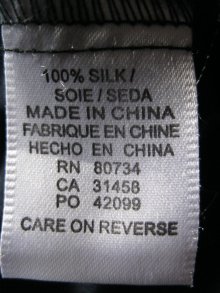 100% SILK/
SOIE/SEDA
MADE IN CHINA
FABRIQUE EN CHINE
HECHO EN CHINA
RN 80734
CA 31458
PO 42099
CARE ON REVERSE